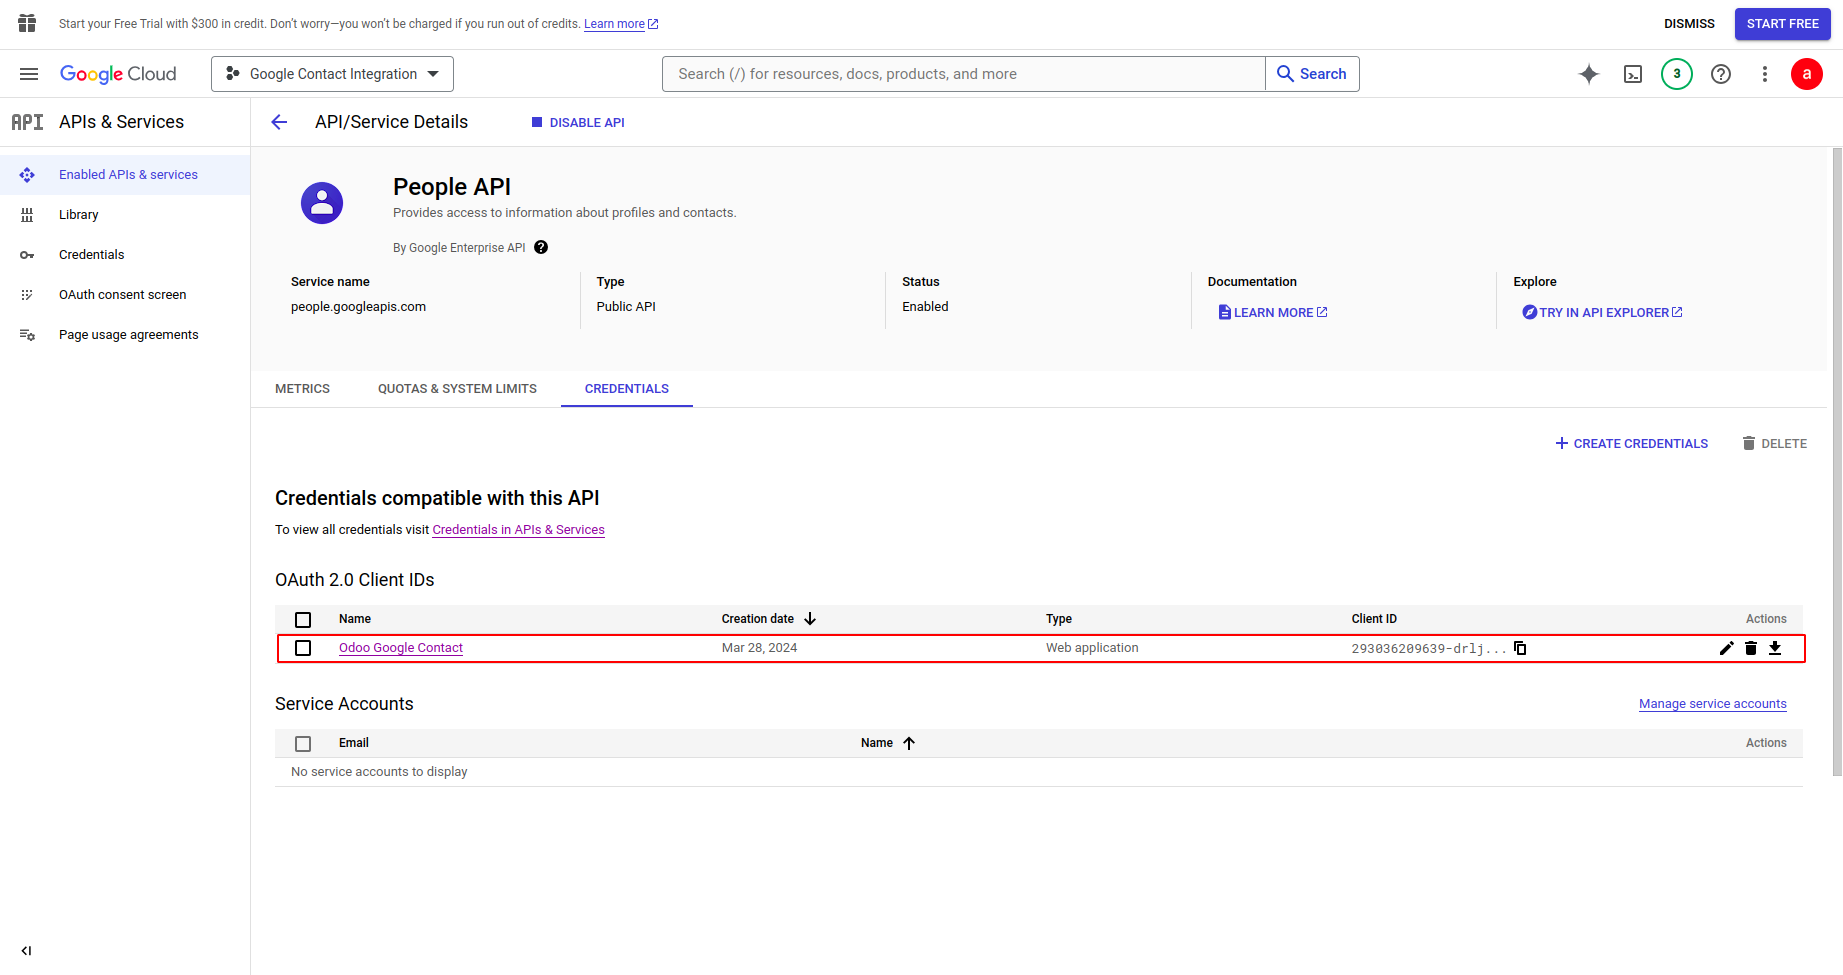 Start your Free Trial with $300 in credit. Don’t worry—you won’t be charged if you run out of credits. Learn more
DISMISS
START FREE
Google Cloud
Google Contact Integration
Search (/) for resources, docs, products, and more
Search
3
a
API
APIs & Services
API/Service Details
DISABLE API
Enabled APIs & services
Library
Credentials
OAuth consent screen
Page usage agreements
People API
Provides access to information about profiles and contacts.
By Google Enterprise API
Service name
people.googleapis.com
Type
Public API
Status
Enabled
Documentation
LEARN MORE
Explore
TRY IN API EXPLORER
METRICS
QUOTAS & SYSTEM LIMITS
CREDENTIALS
CREATE CREDENTIALS
DELETE
Credentials compatible with this API
To view all credentials visit Credentials in APIs & Services
OAuth 2.0 Client IDs
Name Creation date Type Client ID Actions
Odoo Google Contact Mar 28, 2024 Web application 293036209639-drlj...
Service Accounts
Manage service accounts
Email Name Actions
No service accounts to display